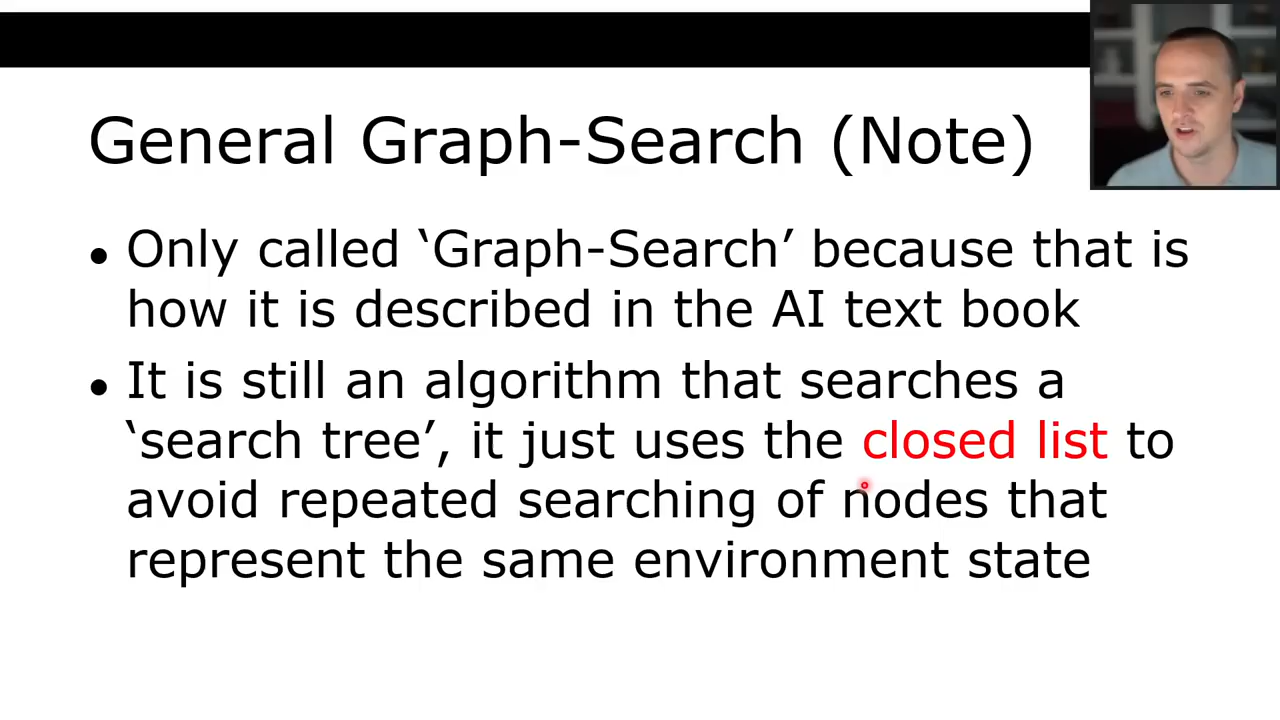 General Graph-Search (Note)
• Only called ‘Graph-Search’ because that is
how it is described in the AI text book
• It is still an algorithm that searches a
‘search tree’, it just uses the closed list to
avoid repeated searching of nodes that
represent the same environment state